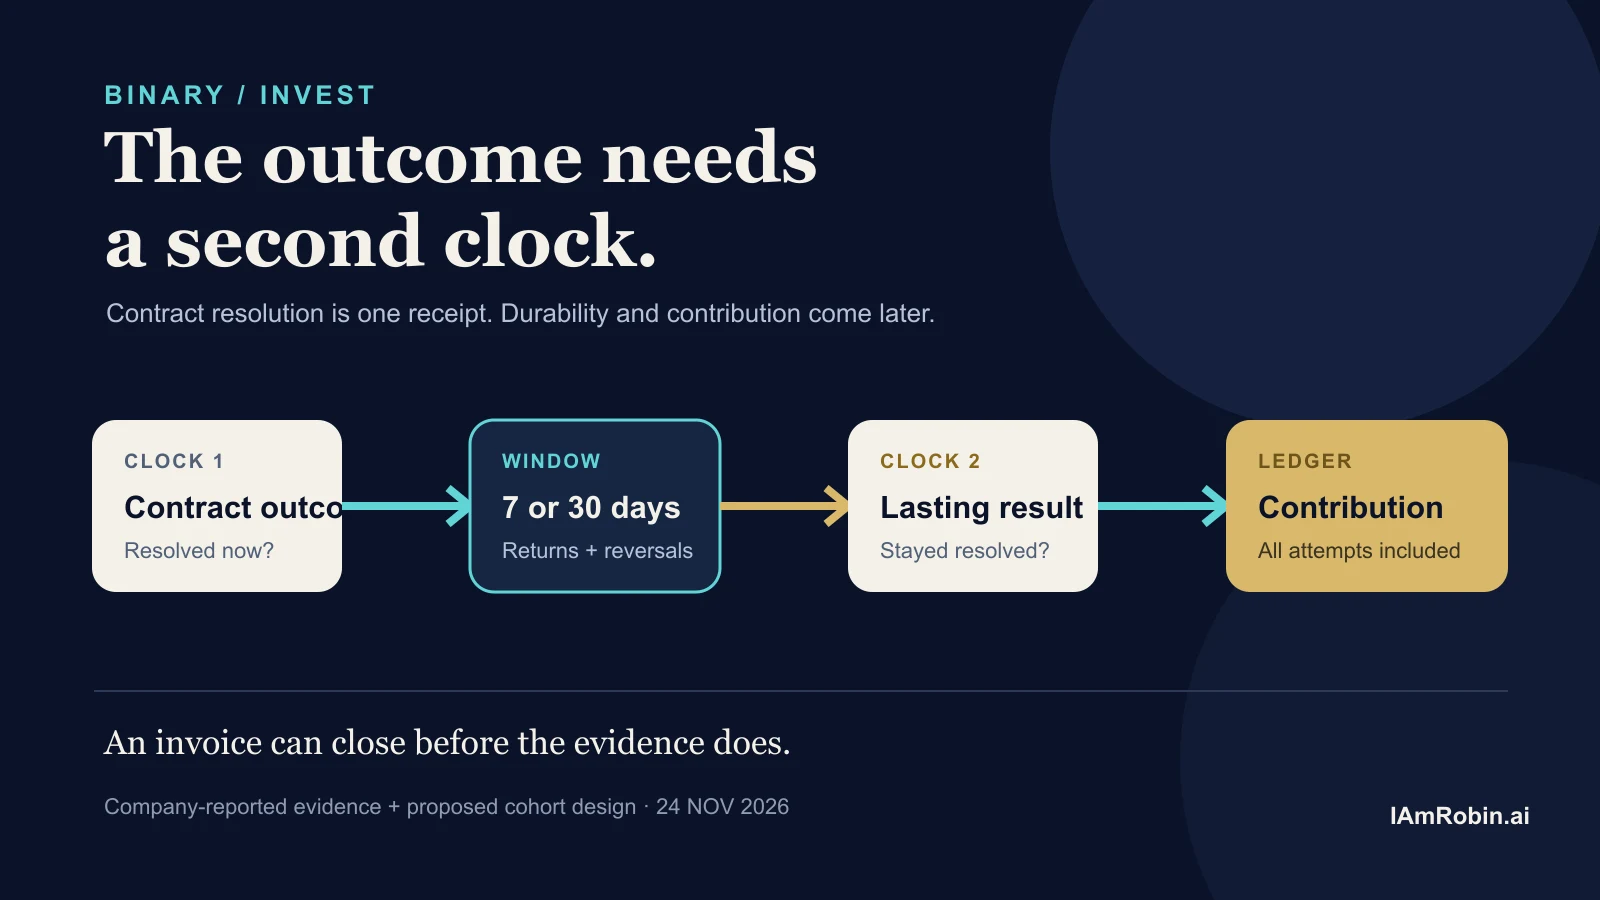 BINARY / INVEST
The outcome needs
a second clock.
Contract resolution is one receipt. Durability and contribution come later.
CLOCK 1
Contract outco
Resolved now?
WINDOW
7 or 30 days
Returns + reversals
CLOCK 2
Lasting result
Stayed resolved?
LEDGER
Contribution
All attempts included
An invoice can close before the evidence does.
Company-reported evidence + proposed cohort design · 24 NOV 2026
IAmRobin.ai